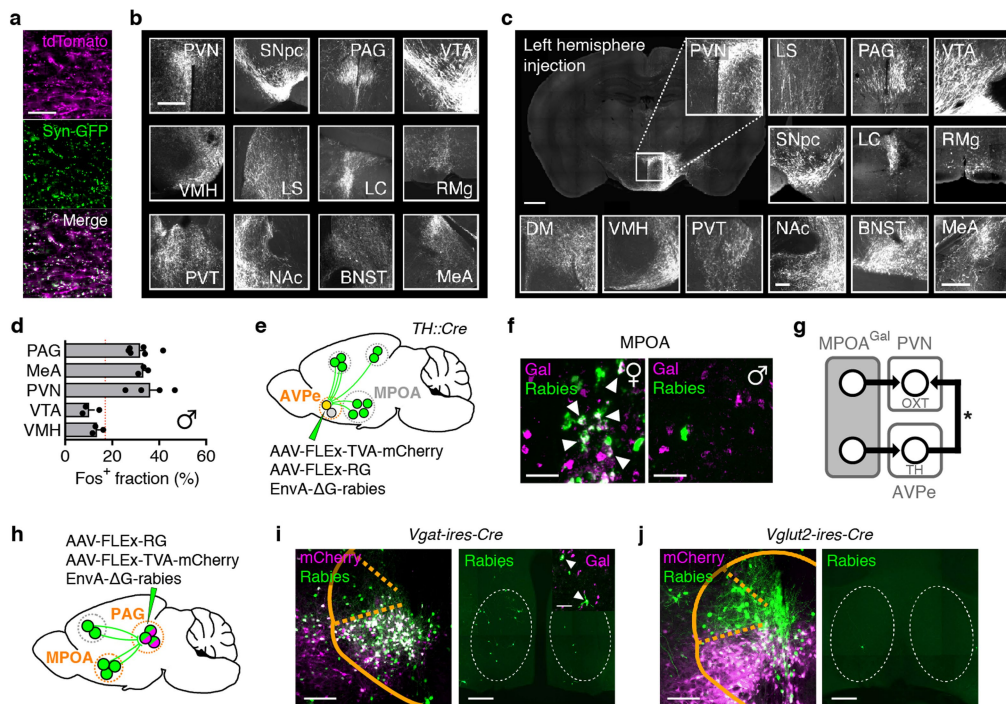 a
tdTomato
Syn-GFP
Merge
b
PVN
SNpc
PAG
VTA
VMH
LS
LC
RMg
PVT
NAc
BNST
MeA
c
Left hemisphere
injection
PVN
LS
PAG
VTA
SNpc
LC
RMg
DM
VMH
PVT
NAc
BNST
MeA
d
PAG
MeA
PVN
VTA
VMH
♂
0 20 40 60
Fos+ fraction (%)
e
TH::Cre
AVPe
MPOA
AAV-FLEx-TVA-mCherry
AAV-FLEx-RG
EnvA-ΔG-rabies
f
MPOA
Gal
Rabies
♀
Gal
Rabies
♂
g
MPOAGal PVN
OXT
*
TH
AVPe
h
AAV-FLEx-RG
AAV-FLEx-TVA-mCherry
EnvA-ΔG-rabies
PAG
MPOA
i
Vgat-ires-Cre
mCherry
Rabies
Rabies
Gal
j
Vglut2-ires-Cre
mCherry
Rabies
Rabies